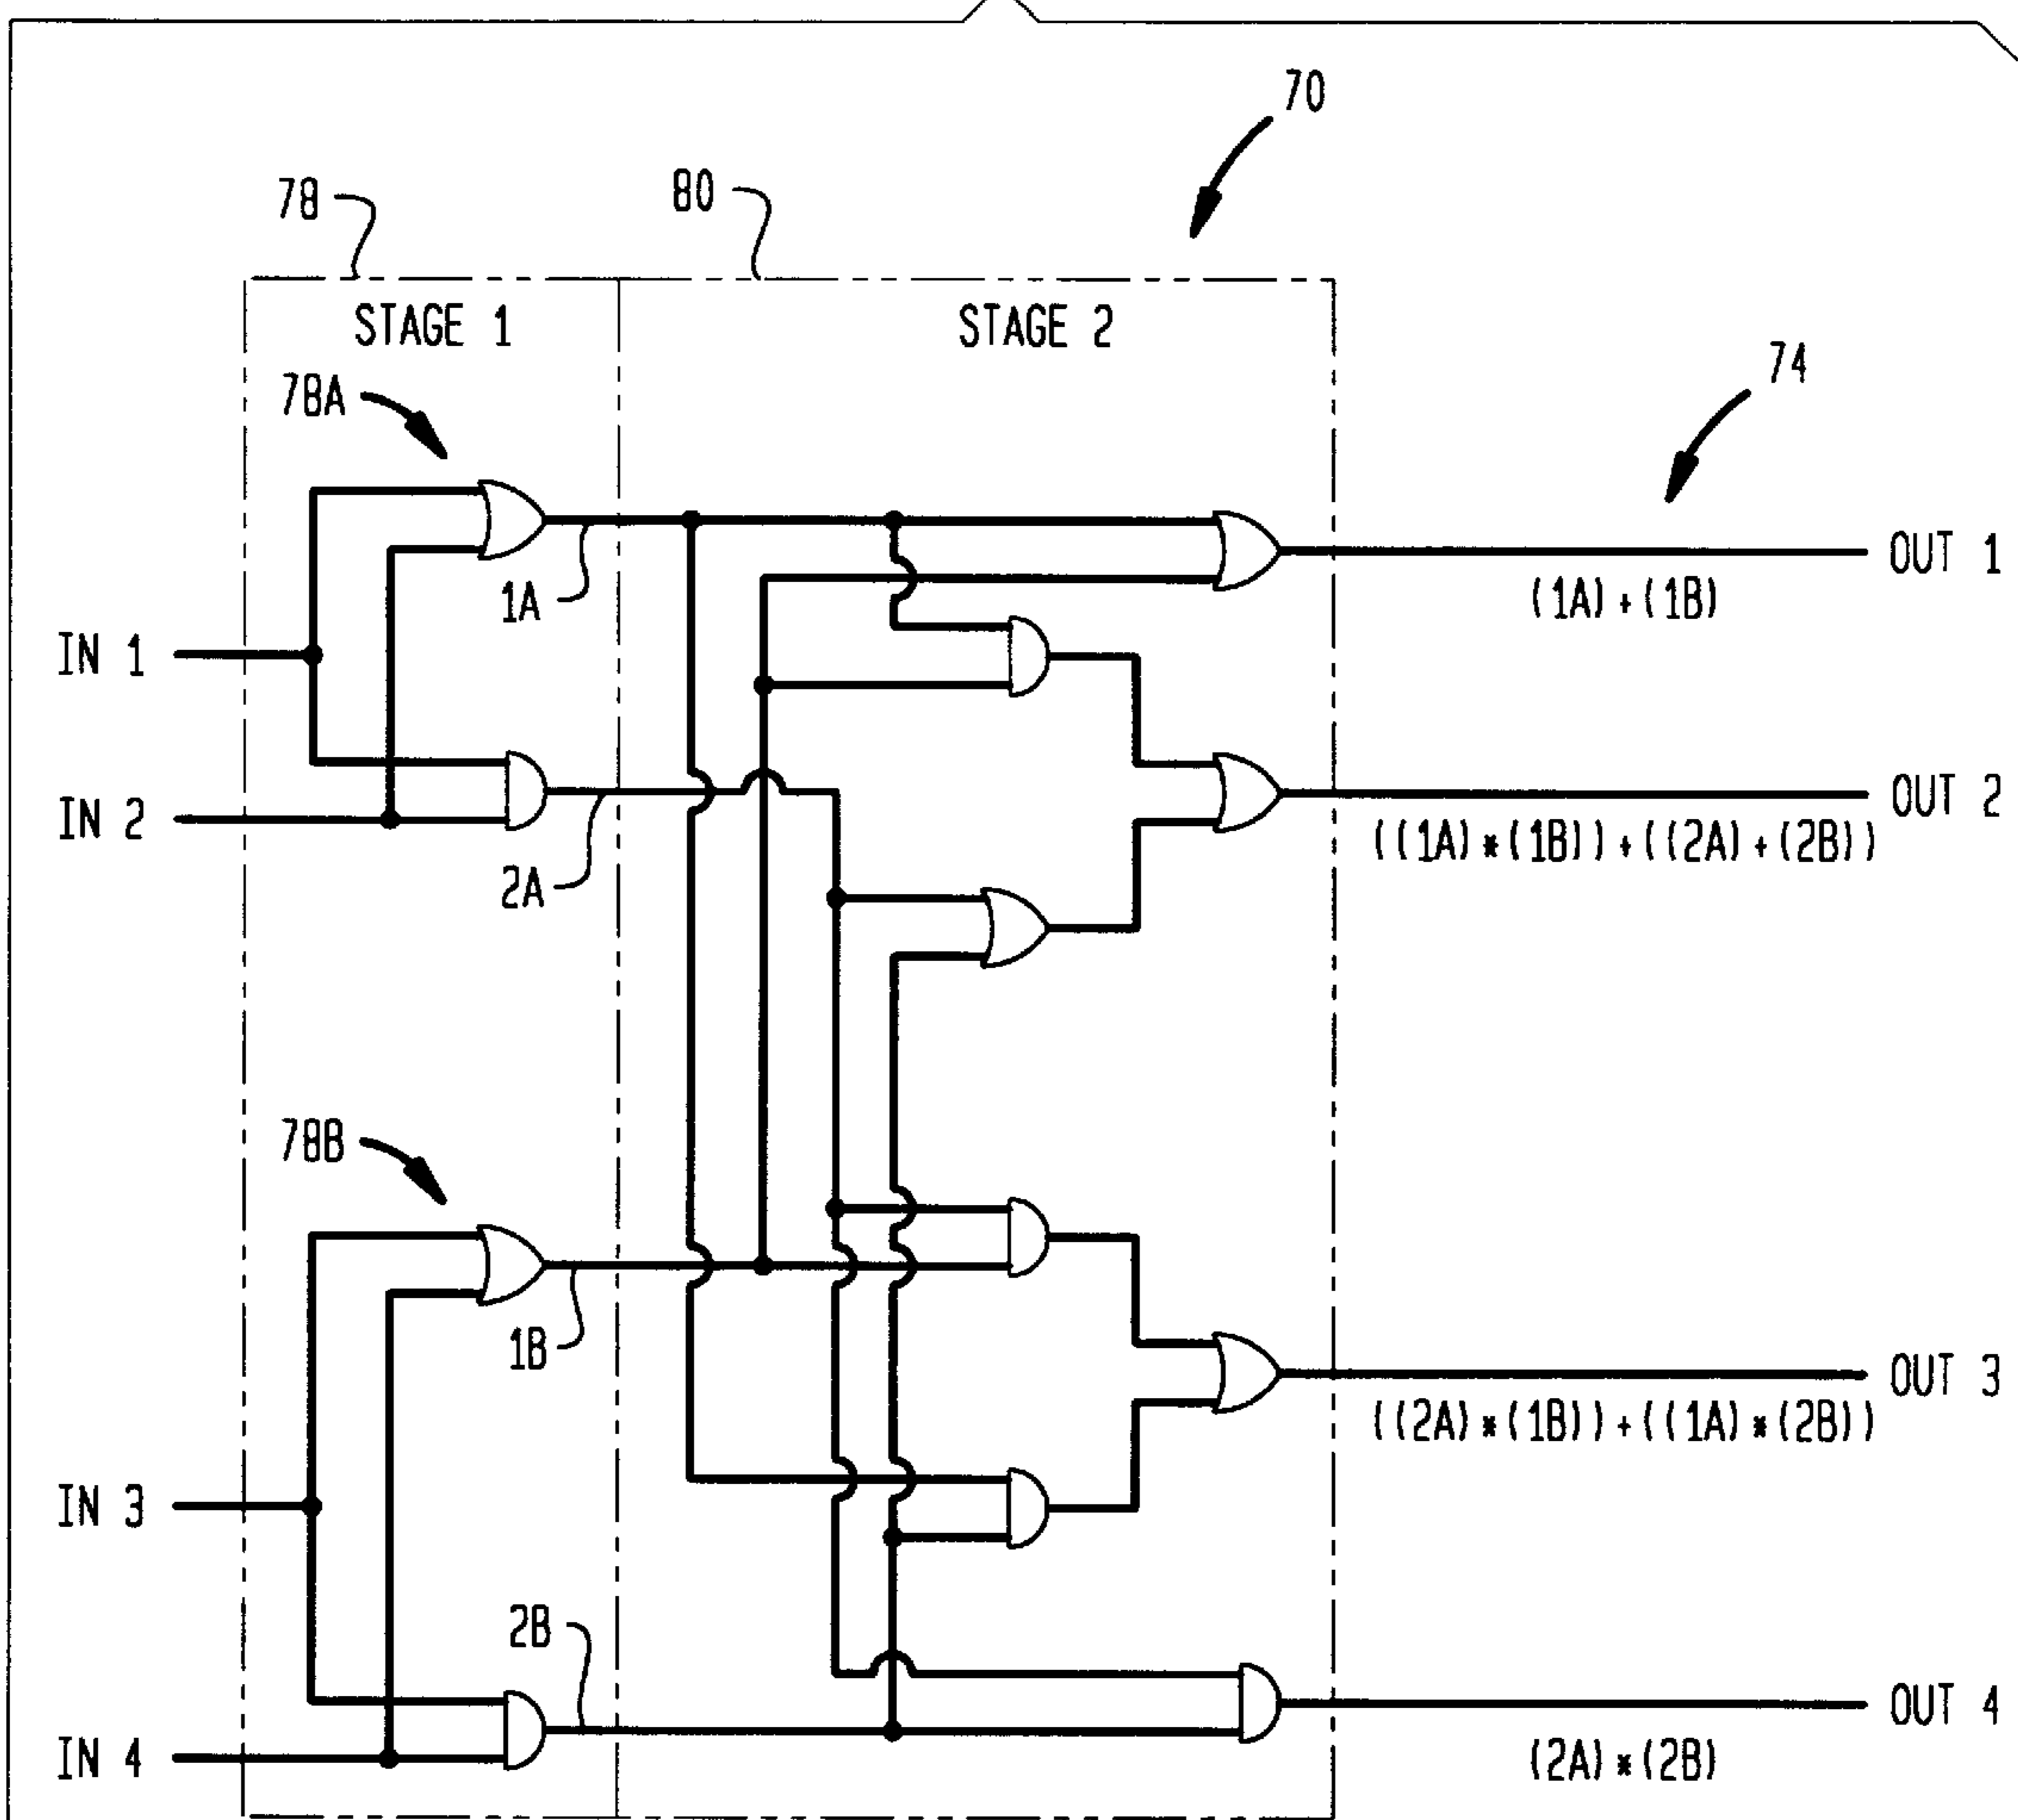 70
78
80
STAGE 1
STAGE 2
74
78A
1A
OUT 1
(1A)+(1B)
IN 1
IN 2
2A
OUT 2
((1A)*(1B))+((2A)+(2B))
78B
1B
OUT 3
((2A)*(1B))+((1A)*(2B))
IN 3
2B
IN 4
OUT 4
(2A)*(2B)